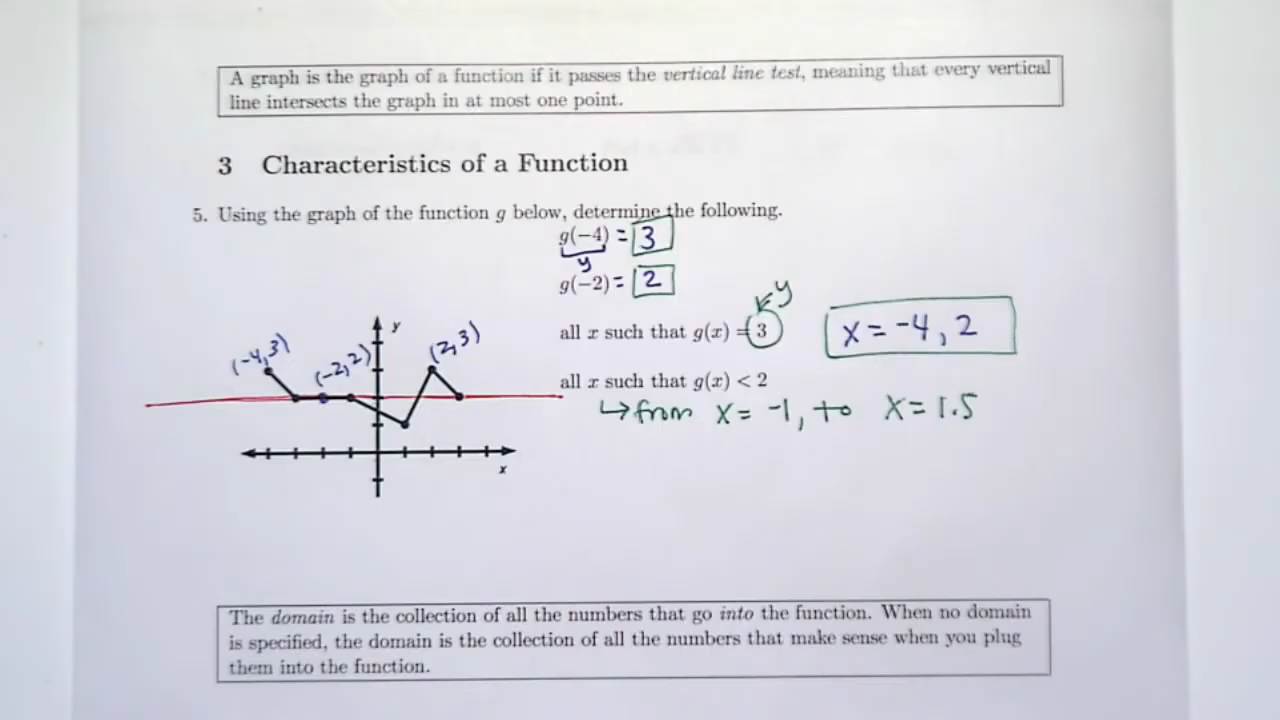 A graph is the graph of a function if it passes the vertical line test, meaning that every vertical
line intersects the graph in at most one point.
3 Characteristics of a Function
5. Using the graph of the function g below, determine the following.
g(−4) = 3
y
g(−2) = 2
y
all x such that g(x) = 3
x = -4, 2
all x such that g(x) < 2
↳ from x = -1, to x = 1.5
y
(-4,3)
(-2,2)
(2,3)
x
The domain is the collection of all the numbers that go into the function. When no domain
is specified, the domain is the collection of all the numbers that make sense when you plug
them into the function.